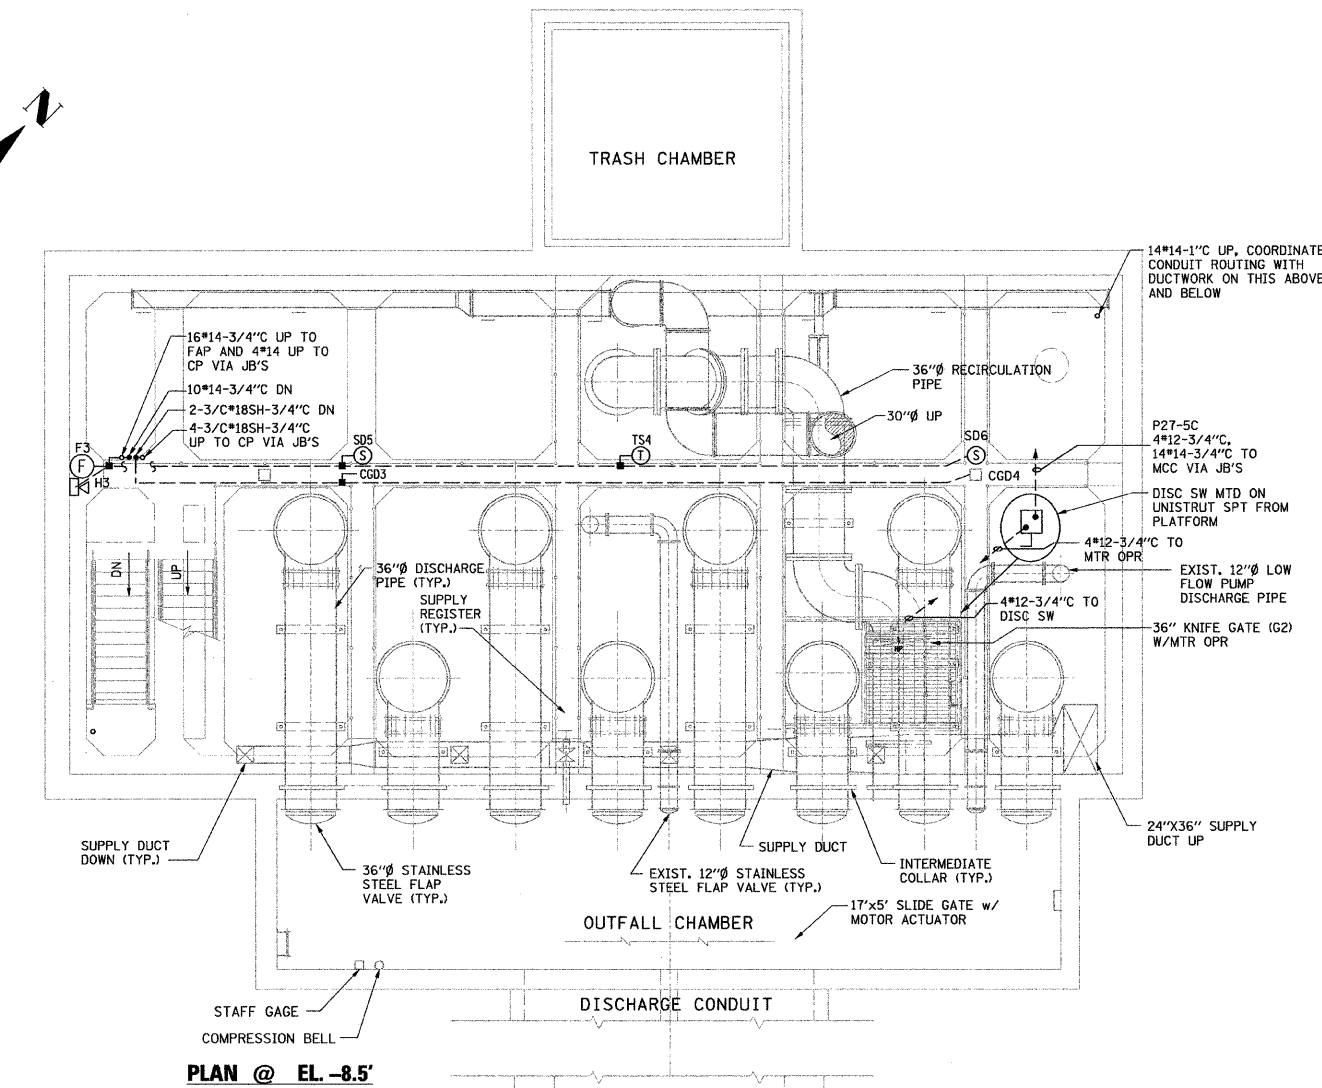 N
TRASH CHAMBER
14#14-1"C UP, COORDINATE
CONDUIT ROUTING WITH
DUCTWORK ON THIS ABOVE
AND BELOW
16#14-3/4"C UP TO
FAP AND 4#14 UP TO
CP VIA JB'S
10#14-3/4"C DN
2-3/C#18SH-3/4"C DN
4-3/C#18SH-3/4"C
UP TO CP VIA JB'S
36"Ø RECIRCULATION
PIPE
30"Ø UP
F3
F
H3
SD5
S
CGD3
TS4
T
SD6
S
CGD4
P27-5C
4#12-3/4"C,
14#14-3/4"C TO
MCC VIA JB'S
DISC SW MTD ON
UNISTRUT SPT FROM
PLATFORM
4#12-3/4"C TO
MTR OPR
EXIST. 12"Ø LOW
FLOW PUMP
DISCHARGE PIPE
4#12-3/4"C TO
DISC SW
36" KNIFE GATE (G2)
W/MTR OPR
DN
UP
36"Ø DISCHARGE
PIPE (TYP.)
SUPPLY
REGISTER
(TYP.)
SUPPLY DUCT
DOWN (TYP.)
36"Ø STAINLESS
STEEL FLAP
VALVE (TYP.)
EXIST. 12"Ø STAINLESS
STEEL FLAP VALVE (TYP.)
SUPPLY DUCT
INTERMEDIATE
COLLAR (TYP.)
24"X36" SUPPLY
DUCT UP
17'x5' SLIDE GATE w/
MOTOR ACTUATOR
OUTFALL CHAMBER
DISCHARGE CONDUIT
STAFF GAGE
COMPRESSION BELL
PLAN @ EL. -8.5'